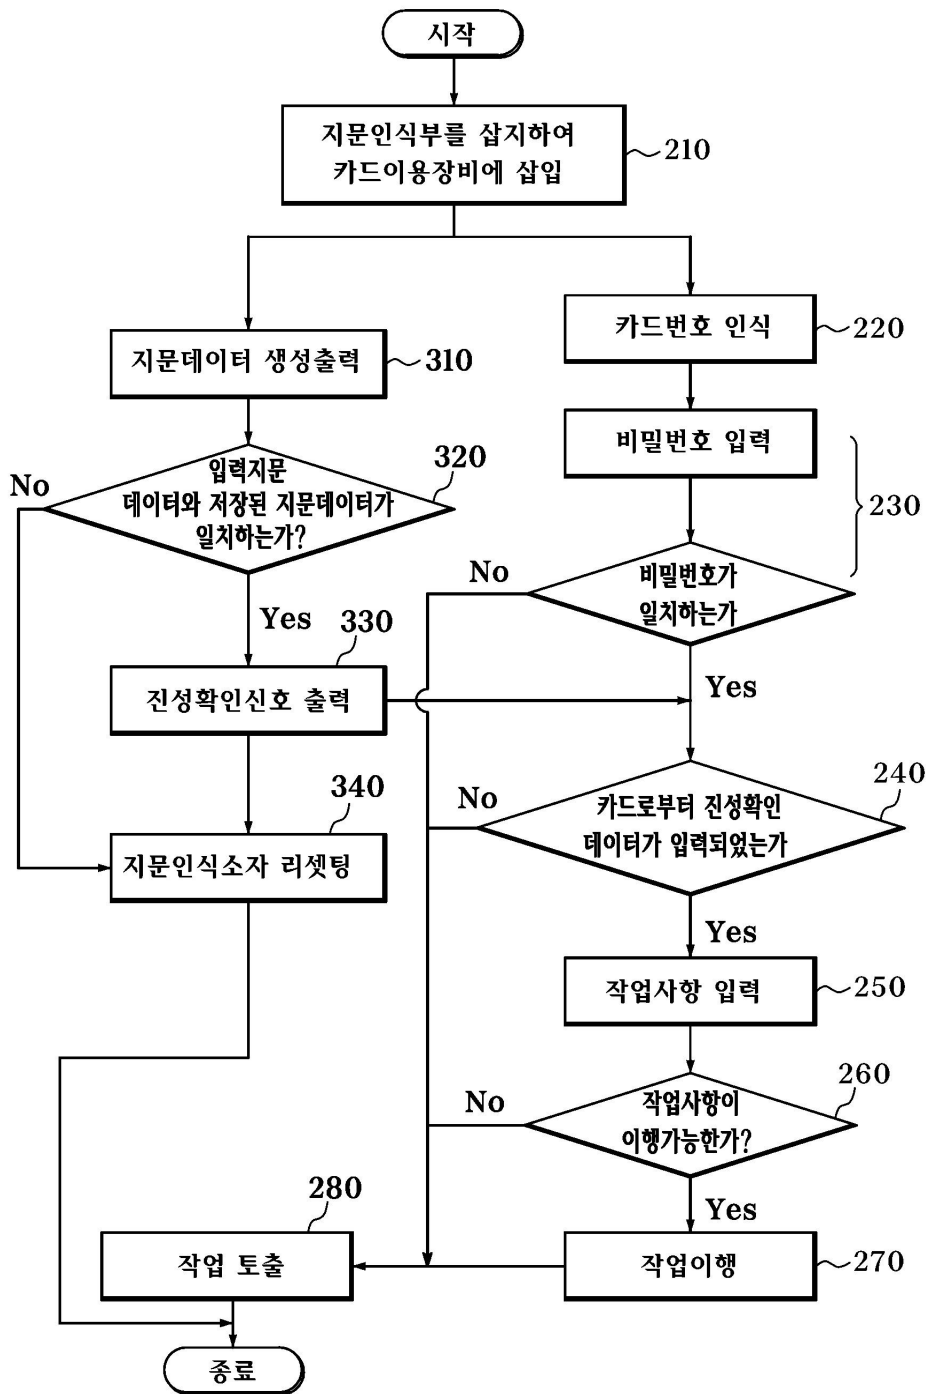 시작
지문인식부를 삽지하여
카드이용장비에 삽입
210
카드번호 인식
220
지문데이터 생성출력
310
비밀번호 입력
230
입력지문
데이터와 저장된 지문데이터가
일치하는가?
320
No
비밀번호가
일치하는가
No
Yes
330
Yes
진성확인신호 출력
카드로부터 진성확인
데이터가 입력되었는가
240
No
340
지문인식소자 리셋팅
Yes
작업사항 입력
250
작업사항이
이행가능한가?
260
No
Yes
280
작업 토출
작업이행
270
종료